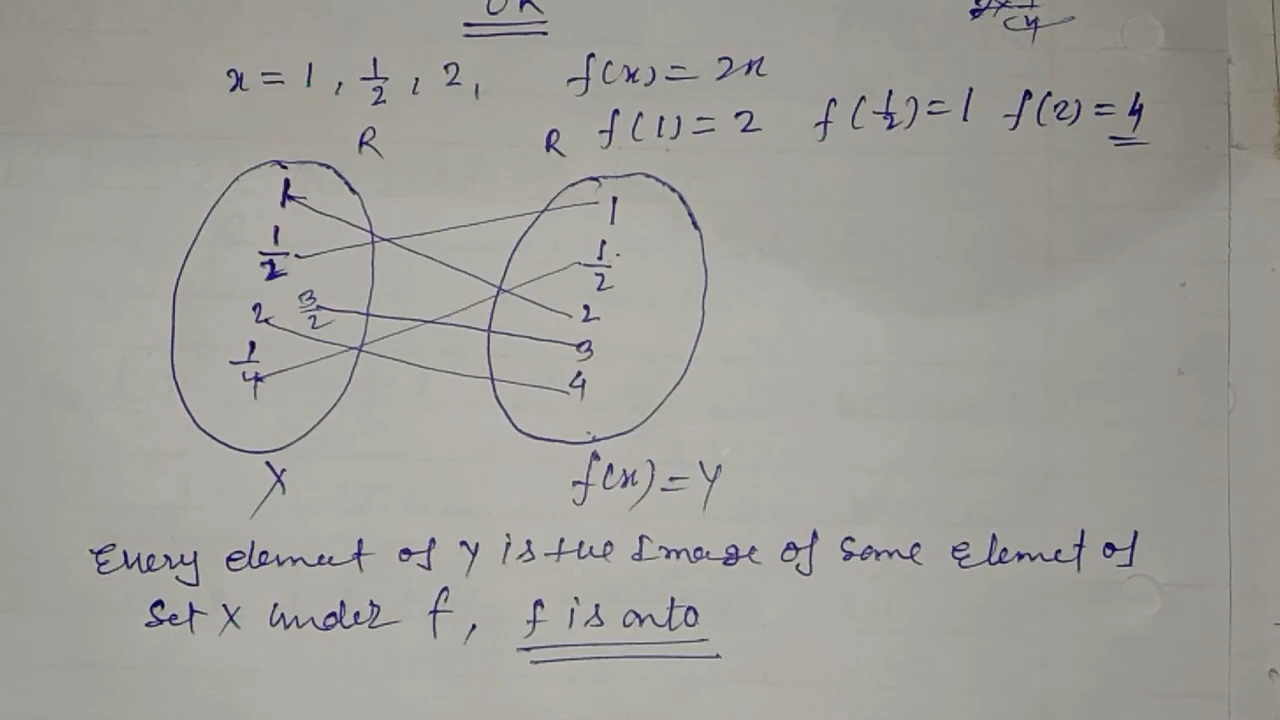 OR
x = 1, 1/2, 2, f(x) = 2x
f(1) = 2 f(1/2) = 1 f(2) = 4
R R
1 1
1/2 1/2
2 3/2 2
3
1/4 4
X f(x) = Y
Every element of Y is the Image of Some Elemet of
Set X under f, f is onto